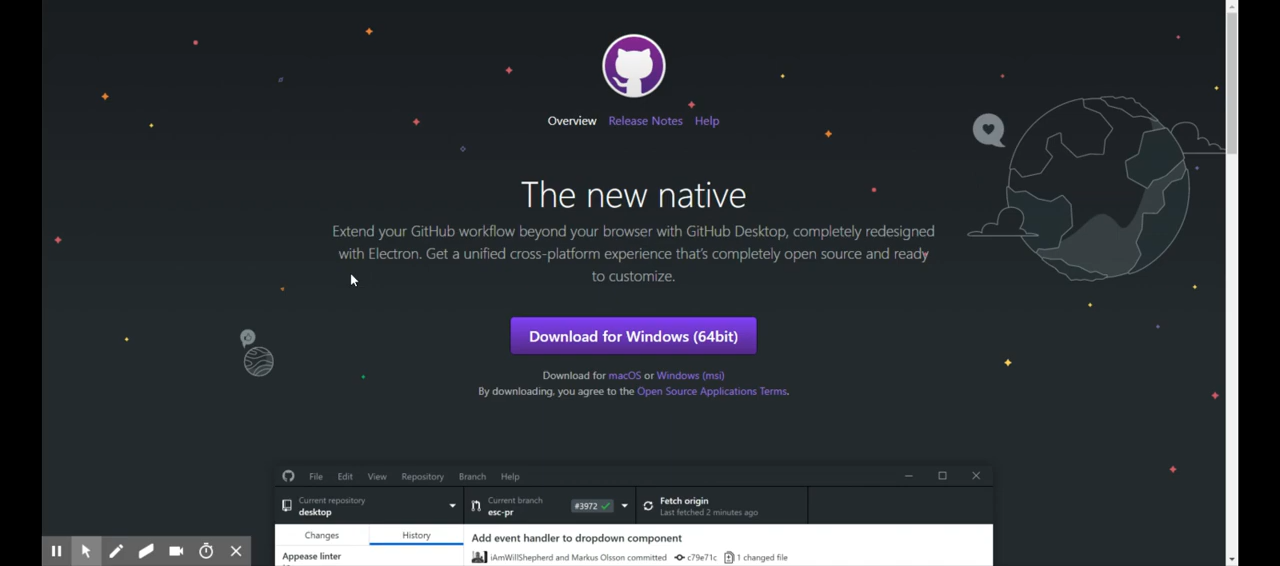 Overview Release Notes Help
The new native
Extend your GitHub workflow beyond your browser with GitHub Desktop, completely redesigned
with Electron. Get a unified cross-platform experience that's completely open source and ready
to customize.
Download for Windows (64bit)
Download for macOS or Windows (msi)
By downloading, you agree to the Open Source Applications Terms.
File Edit View Repository Branch Help
Current repository
desktop
Current branch
esc-pr
#3972
Fetch origin
Last fetched 2 minutes ago
Changes History
Appease linter
Add event handler to dropdown component
iAmWillShepherd and Markus Olsson committed c79e71c 1 changed file